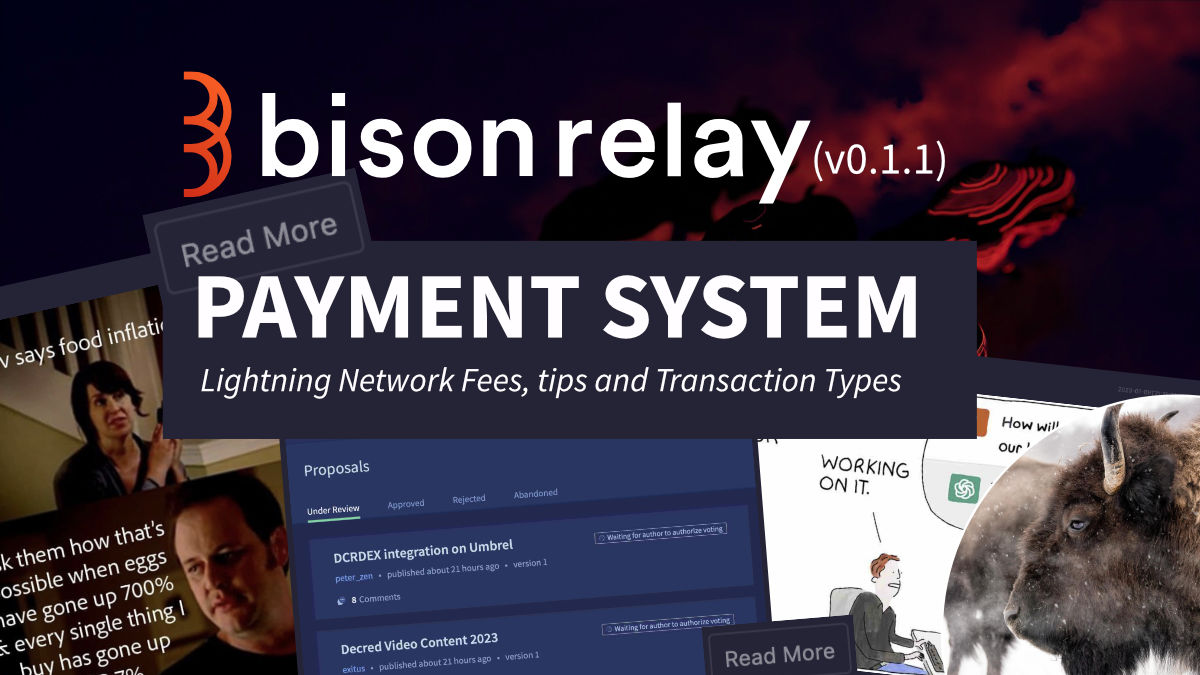 bison relay (v0.1.1)
Read More
PAYMENT SYSTEM
Lightning Network Fees, tips and Transaction Types
says food
k them how that's
when eggs
have gone up 700%
& every single thing I
buy has gone up
Proposals
Under Review Approved Rejected Abandoned
DCRDEX integration on Umbrel
Waiting for author to authorize voting
peter_zen • published about 21 hours ago • version 1
8 Comments
Decred Video Content 2023
Waiting for author to authorize voting
exitus • published about 21 hours ago • version 1
Read More
WORKING
ON IT.
How will
our